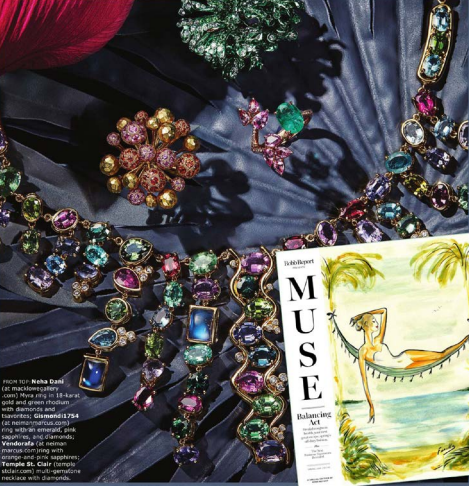 FROM TOP: Neha Dani
(at macklowegallery
.com) Myra ring in 18-karat
gold and green rhodium
with diamonds and
tsavorites; Gismondi1754
(at neimanmarcus.com)
ring with an emerald, pink
sapphires, and diamonds;
Vendorafa (at neiman
marcus.com) ring with
orange-and-pink sapphires;
Temple St. Clair (temple
stclair.com) multi-gemstone
necklace with diamonds.
RobbReport
MUSE
Balancing
Act